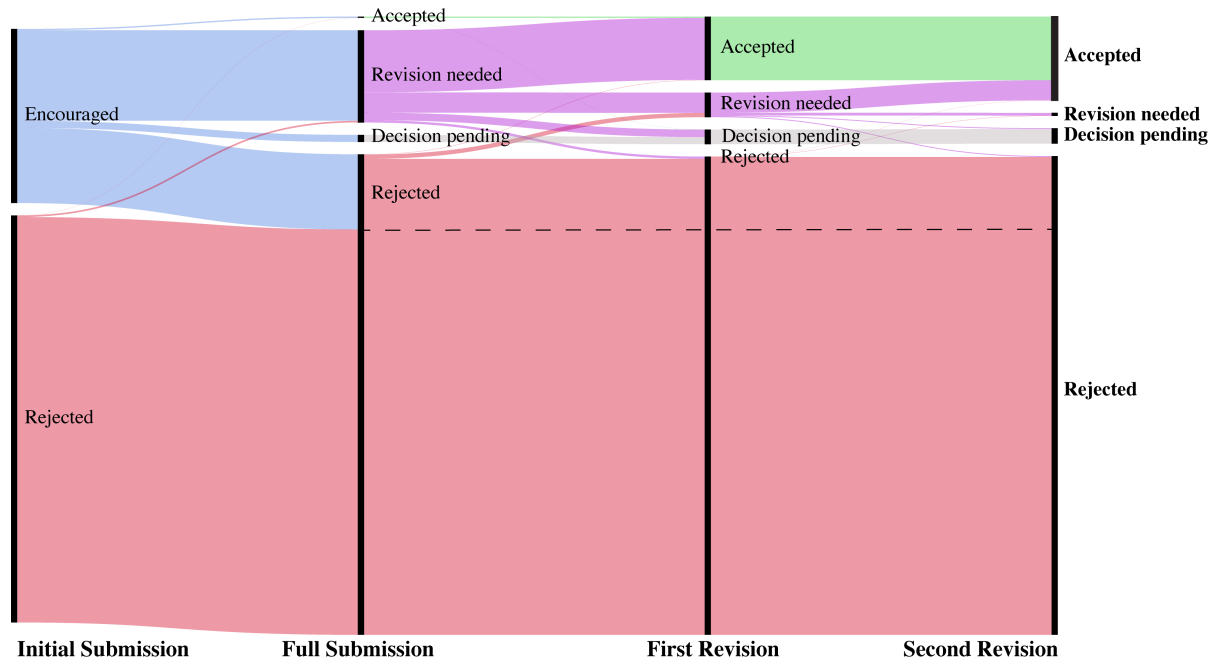 Accepted
Accepted
Accepted
Revision needed
Revision needed
Encouraged
Revision needed
Decision pending
Decision pending
Decision pending
Rejected
Rejected
Rejected
Rejected
Initial Submission
Full Submission
First Revision
Second Revision